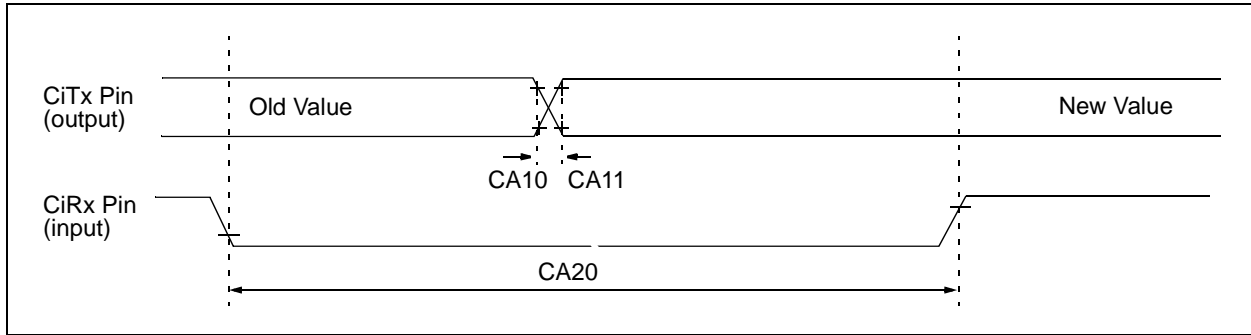 CiTx Pin
(output)
Old Value
New Value
CA10 CA11
CiRx Pin
(input)
CA20